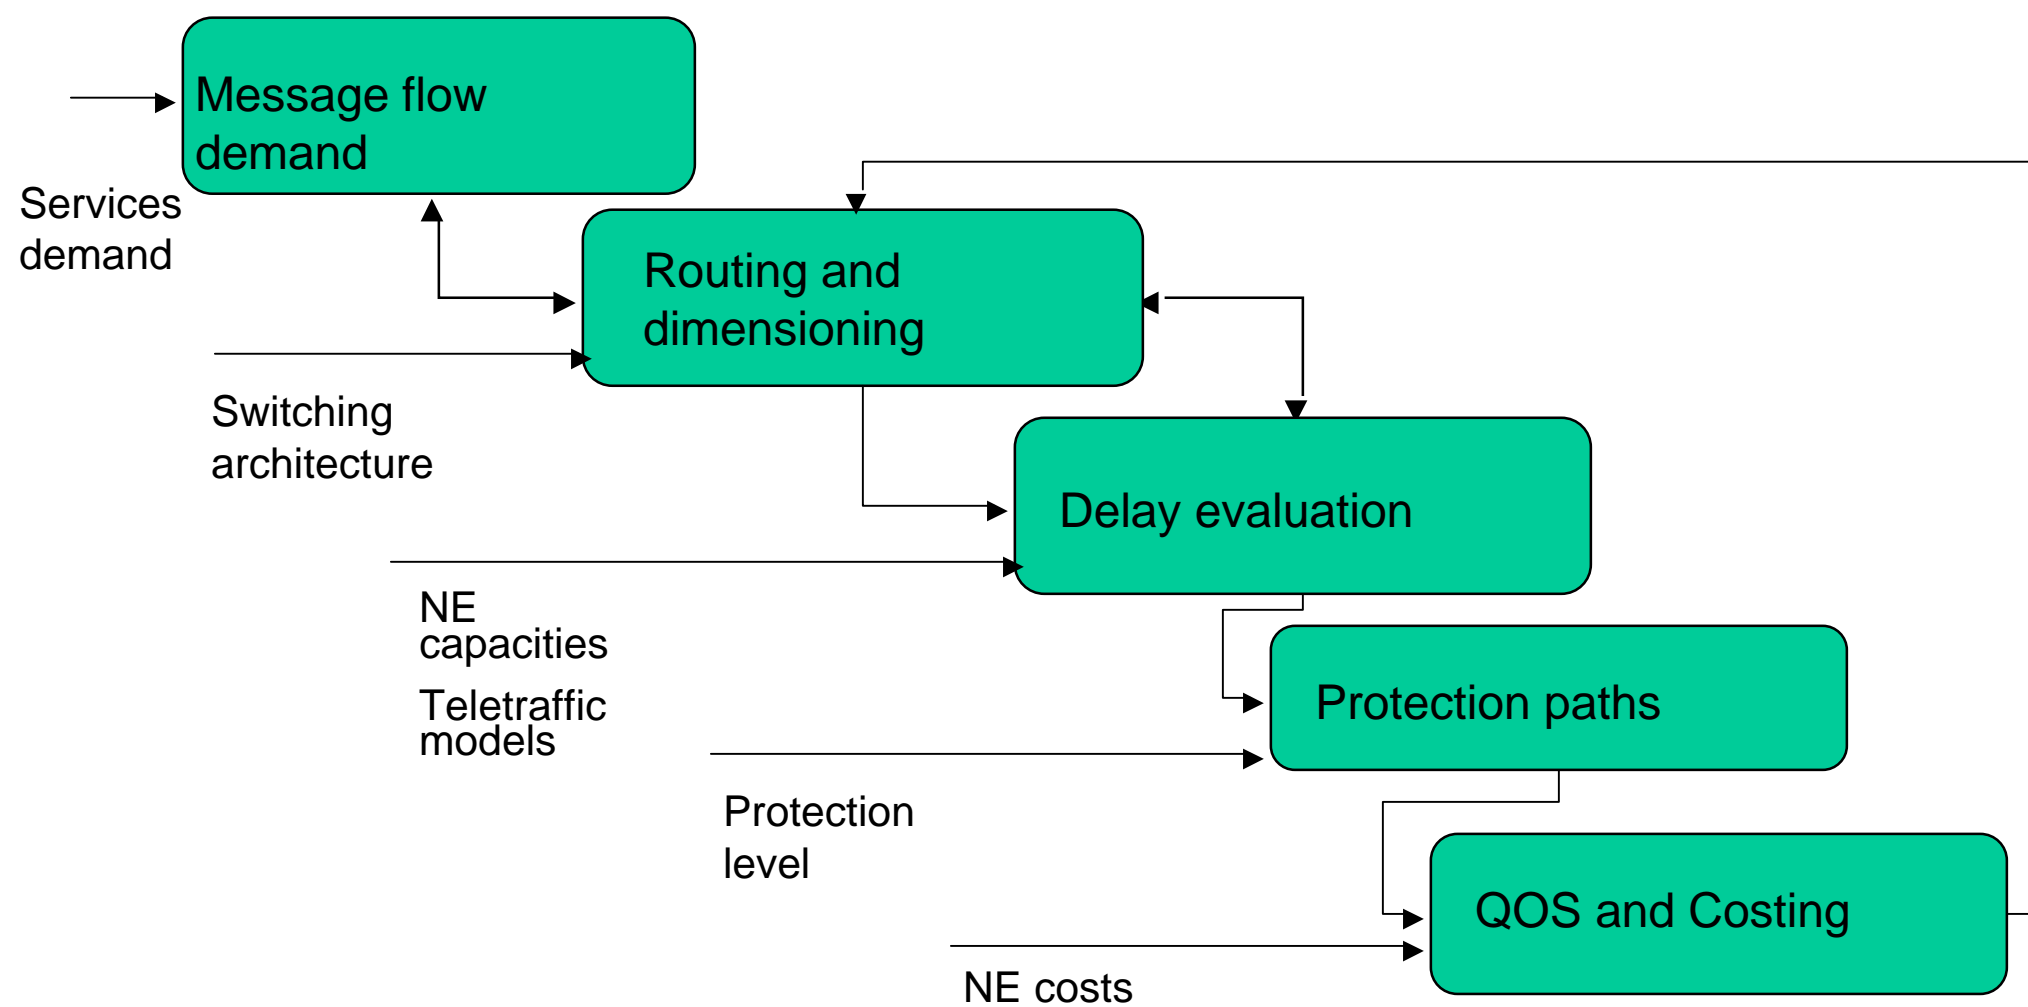 Message flow
demand
Services
demand
Routing and
dimensioning
Switching
architecture
Delay evaluation
NE
capacities
Teletraffic
models
Protection paths
Protection
level
QOS and Costing
NE costs